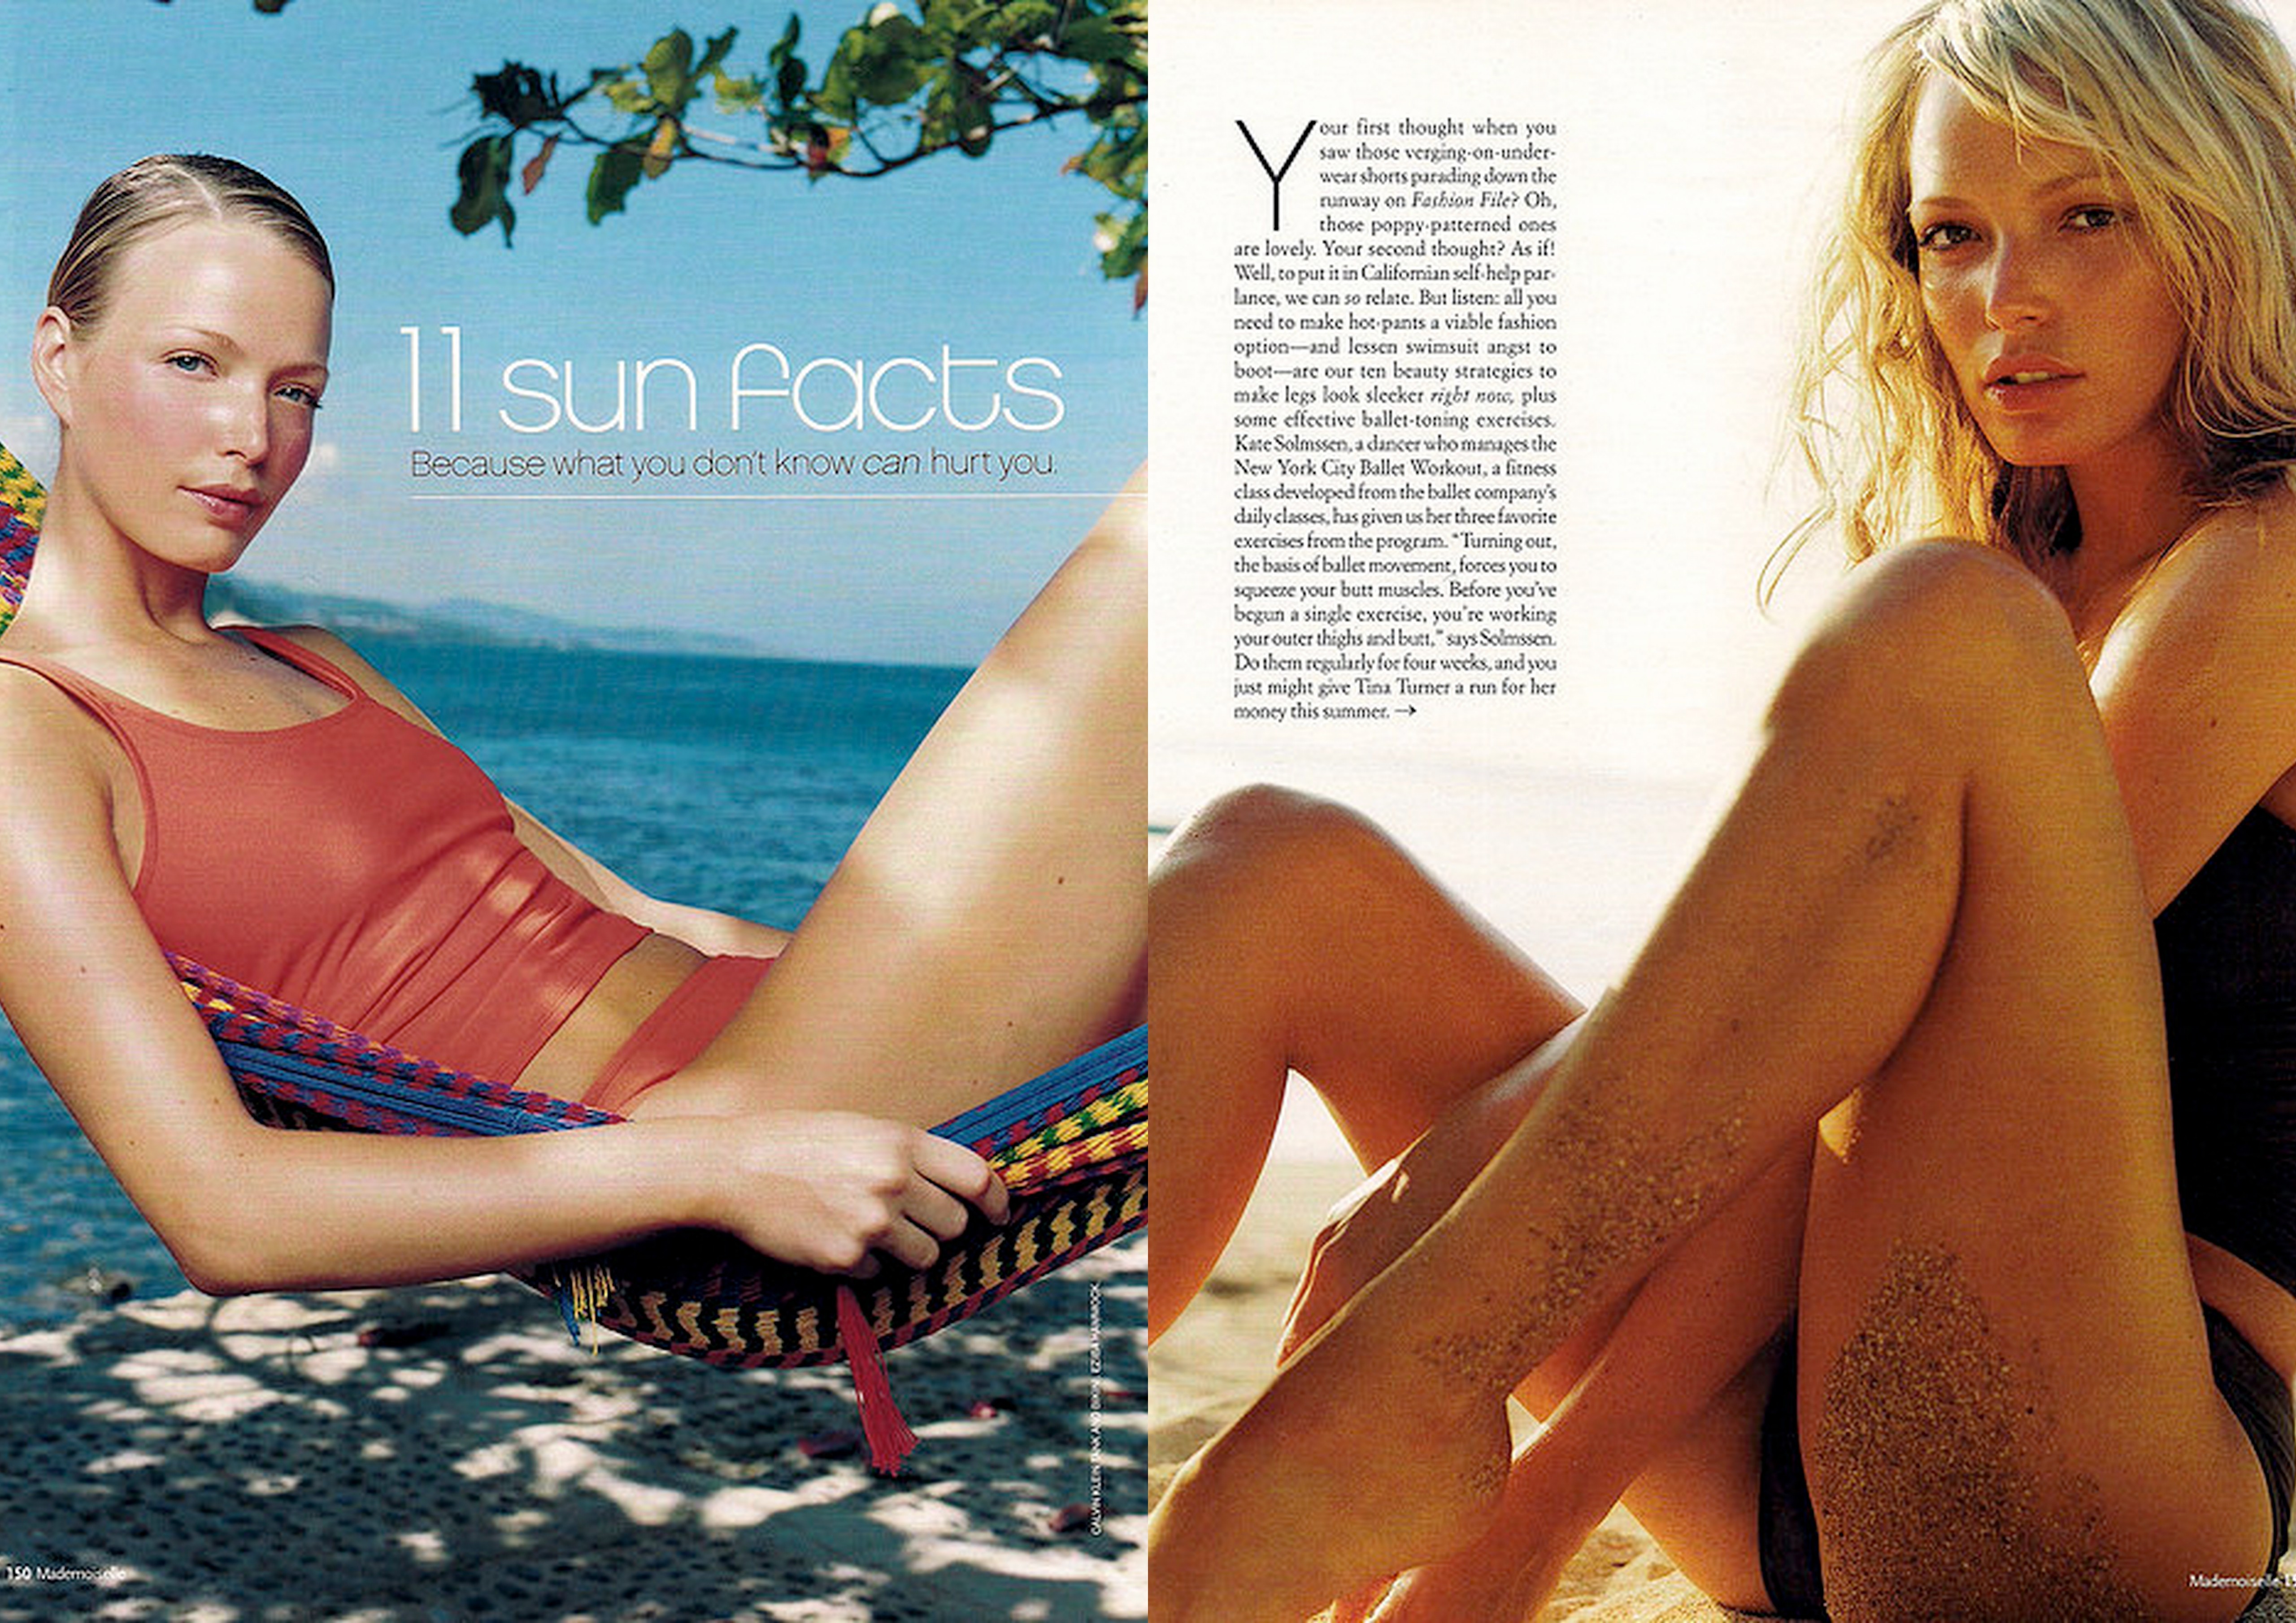 11 sun facts
Because what you don't know can hurt you.
CALVIN KLEIN TANK AND BIKINI. EZIBA HAMMOCK.
150 Mademoiselle
Your first thought when you
saw those verging-on-under-
wear shorts parading down the
runway on Fashion File? Oh,
those poppy-patterned ones
are lovely. Your second thought? As if!
Well, to put it in Californian self-help par-
lance, we can so relate. But listen: all you
need to make hot-pants a viable fashion
option—and lessen swimsuit angst to
boot—are our ten beauty strategies to
make legs look sleeker right now, plus
some effective ballet-toning exercises.
Kate Solmssen, a dancer who manages the
New York City Ballet Workout, a fitness
class developed from the ballet company's
daily classes, has given us her three favorite
exercises from the program. "Turning out,
the basis of ballet movement, forces you to
squeeze your butt muscles. Before you've
begun a single exercise, you're working
your outer thighs and butt," says Solmssen.
Do them regularly for four weeks, and you
just might give Tina Turner a run for her
money this summer. →
Mademoiselle